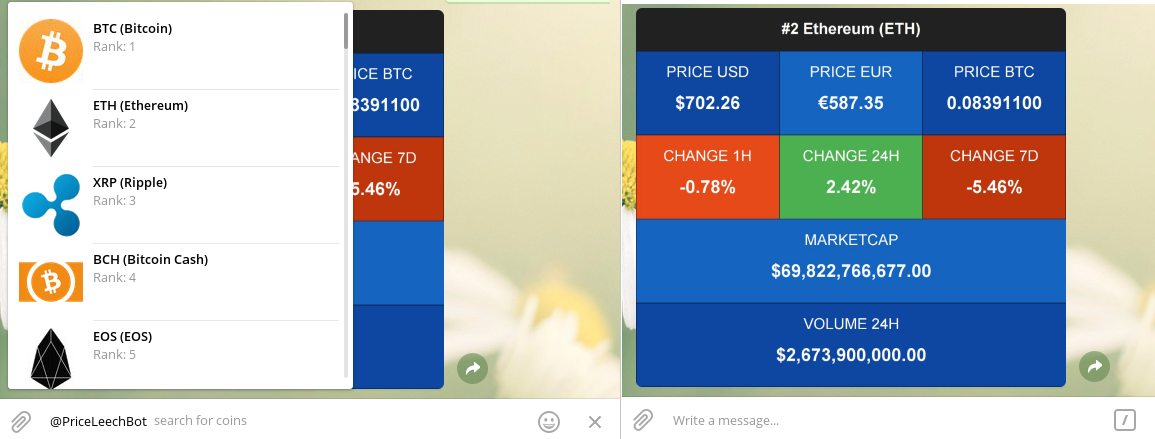 BTC (Bitcoin)
Rank: 1
ETH (Ethereum)
Rank: 2
XRP (Ripple)
Rank: 3
BCH (Bitcoin Cash)
Rank: 4
EOS (EOS)
Rank: 5
ICE BTC
8391100
ANGE 7D
5.46%
@PriceLeechBot search for coins
#2 Ethereum (ETH)
PRICE USD PRICE EUR PRICE BTC
$702.26 €587.35 0.08391100
CHANGE 1H CHANGE 24H CHANGE 7D
-0.78% 2.42% -5.46%
MARKETCAP
$69,822,766,677.00
VOLUME 24H
$2,673,900,000.00
Write a message...